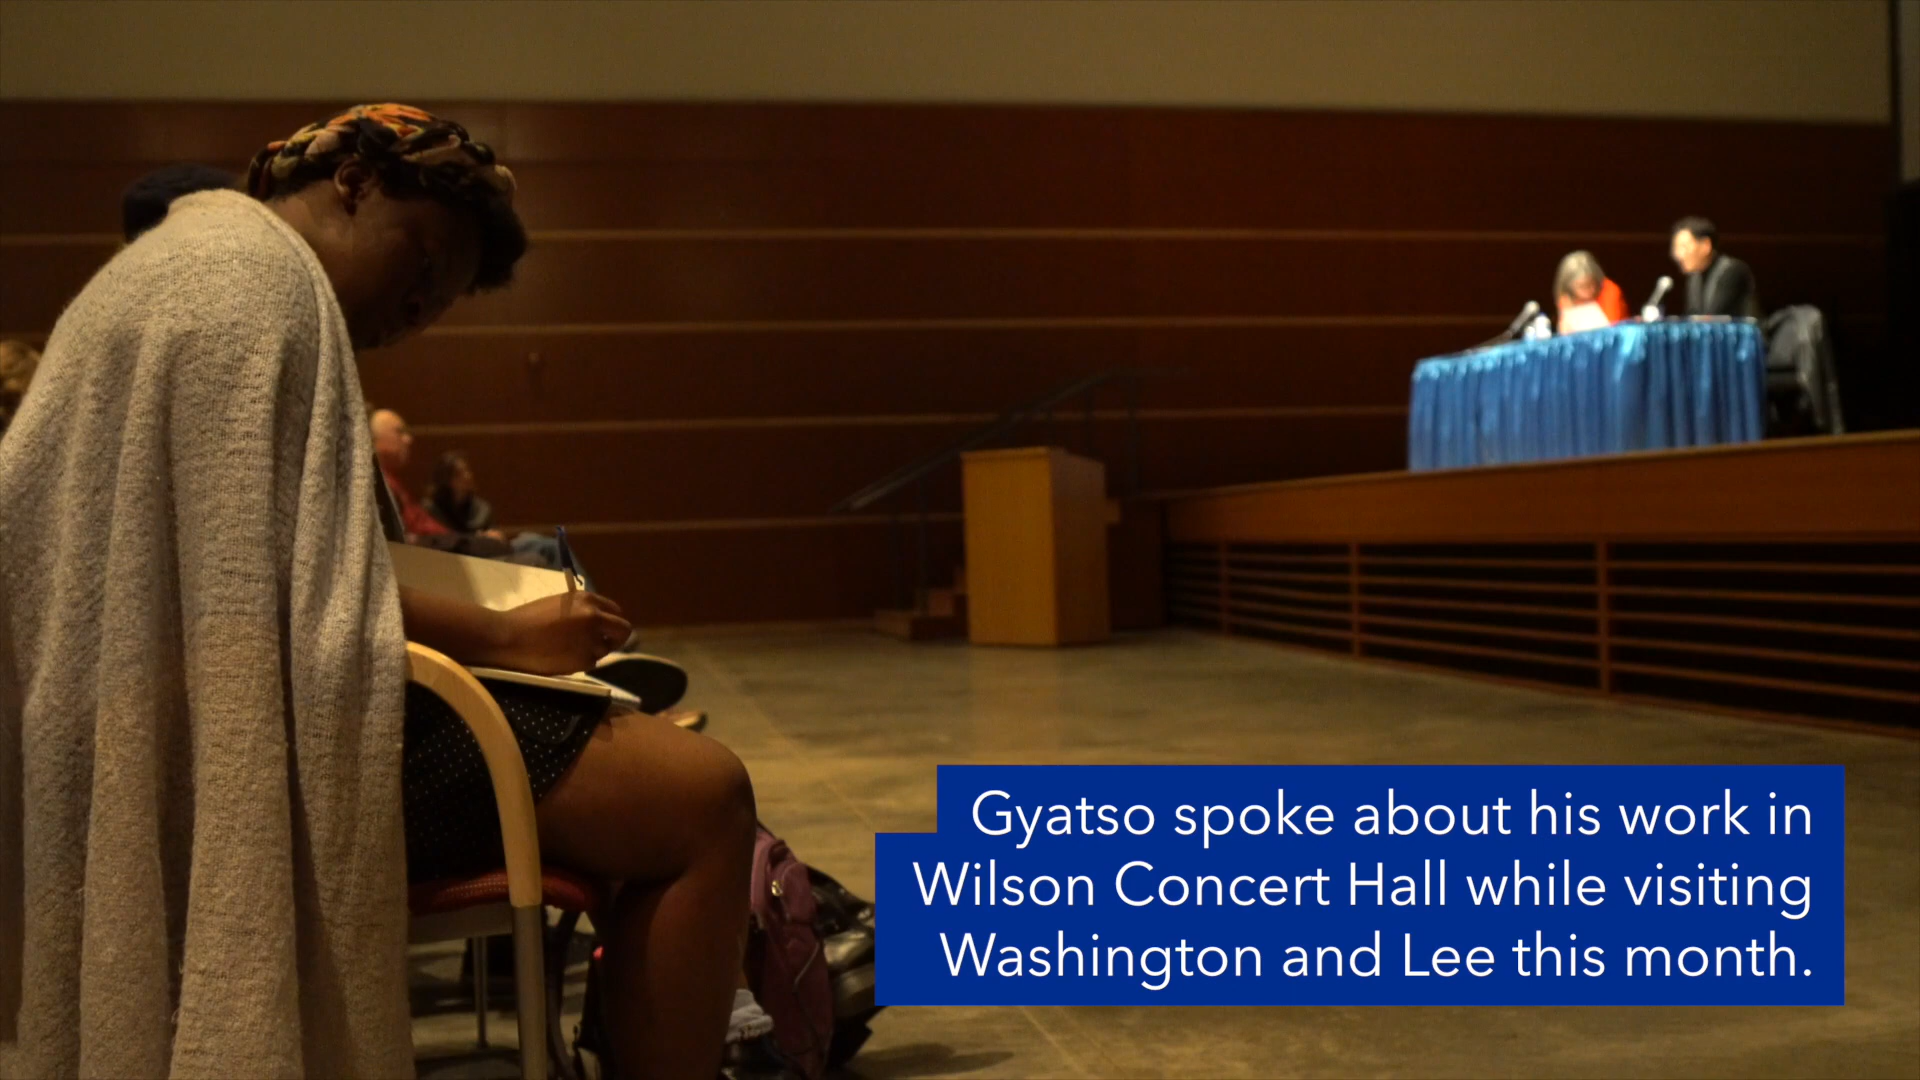 Gyatso spoke about his work in
Wilson Concert Hall while visiting
Washington and Lee this month.